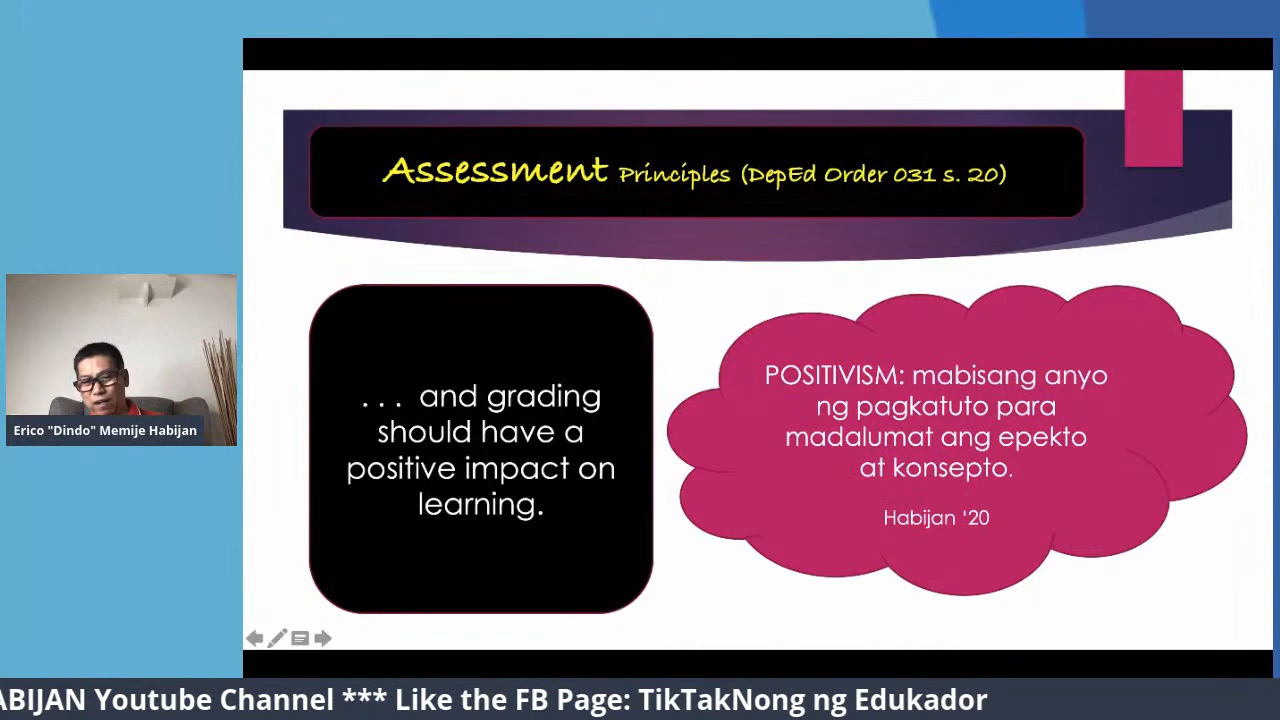 Assessment Principles (DepEd Order 031 s. 20)
. . . and grading
should have a
positive impact on
learning.
POSITIVISM: mabisang anyo
ng pagkatuto para
madalumat ang epekto
at konsepto.
Habijan ‘20
Erico "Dindo" Memije Habijan
ABIJAN Youtube Channel *** Like the FB Page: TikTakNong ng Edukador